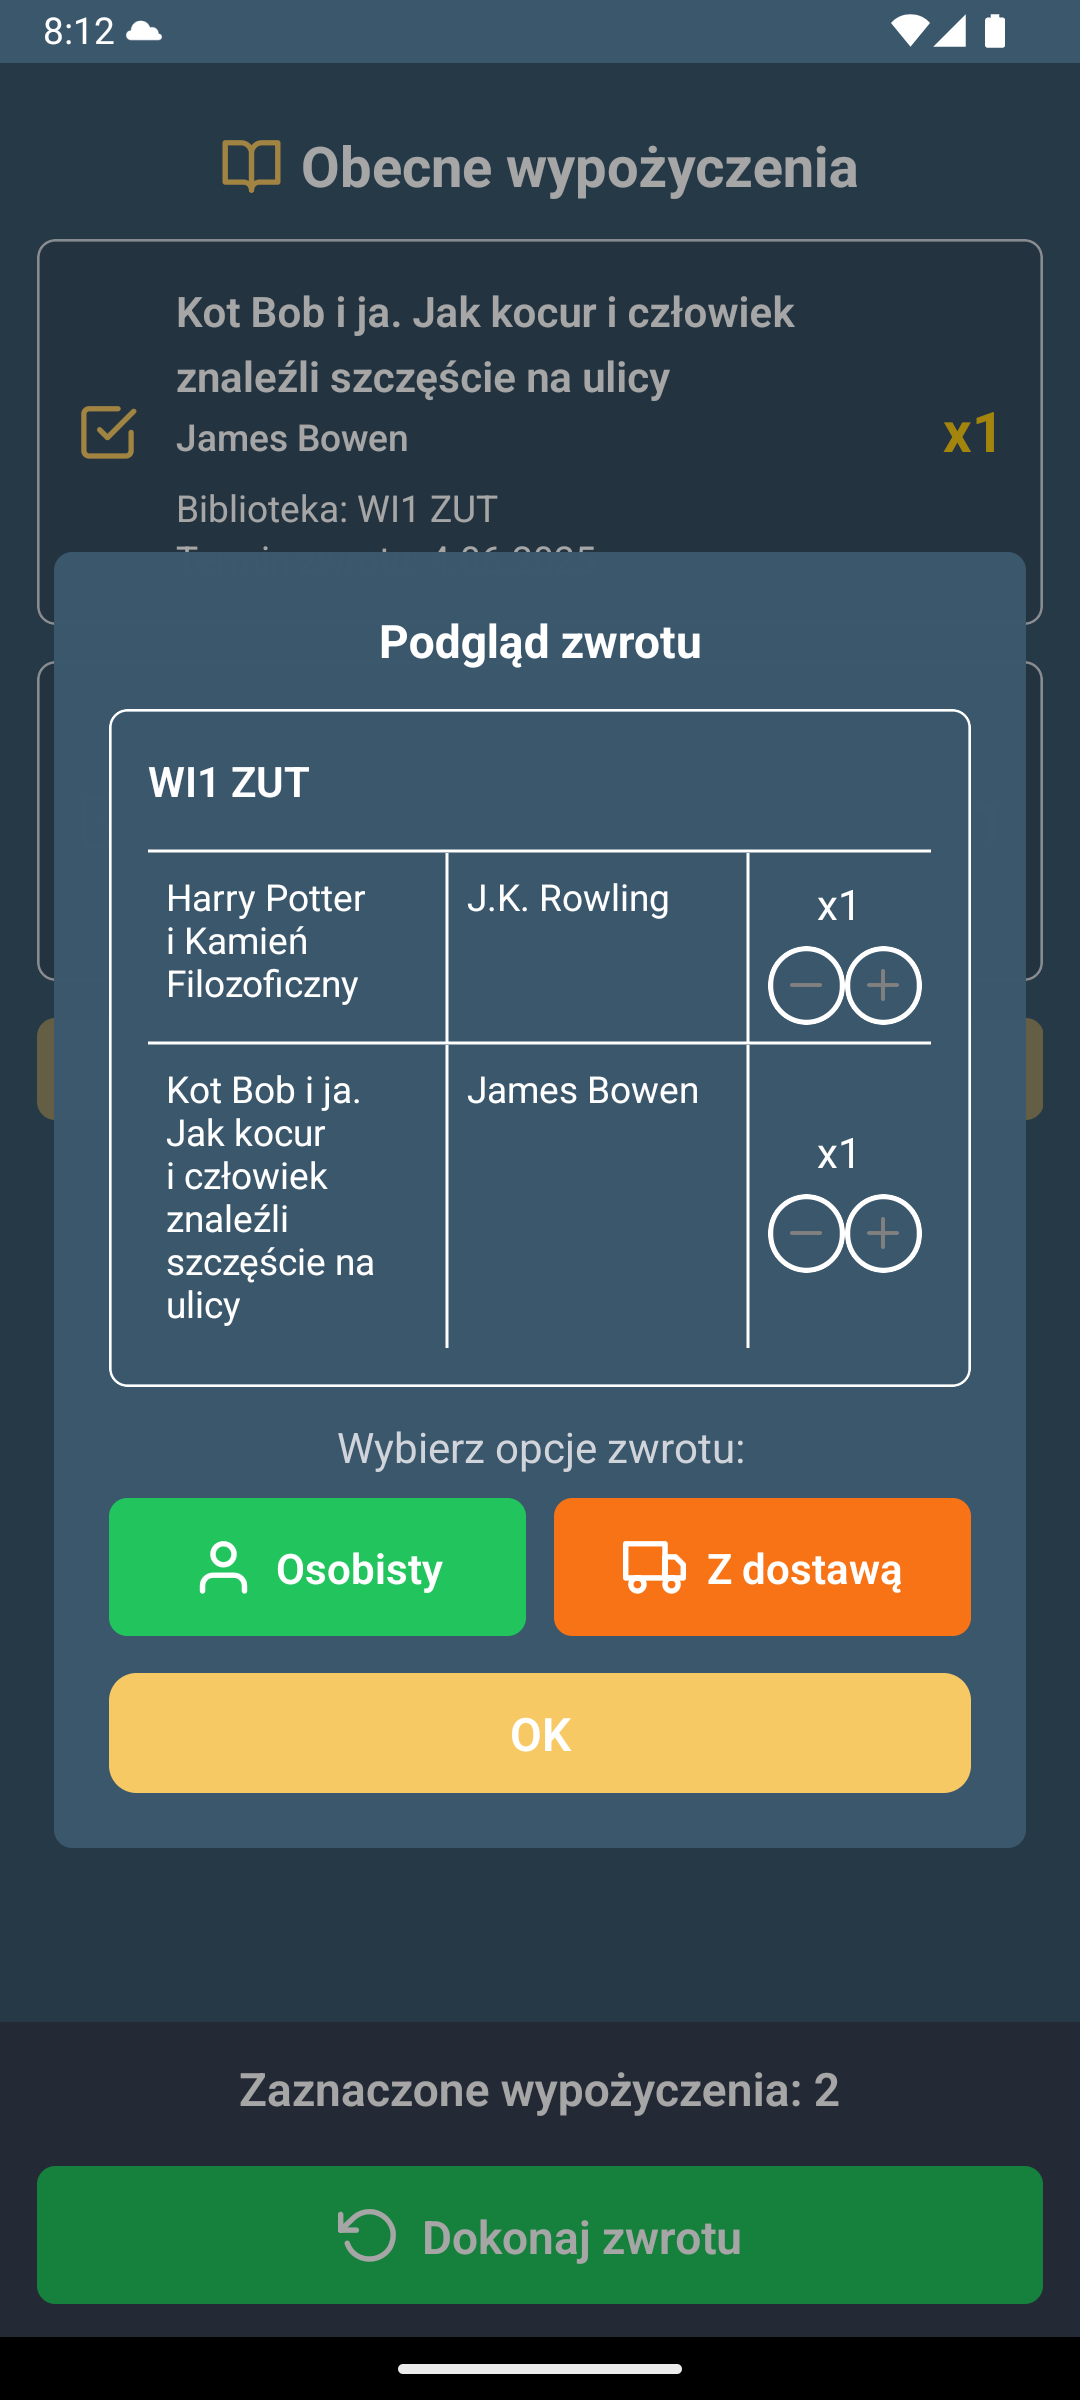 8:12
Obecne wypożyczenia
Kot Bob i ja. Jak kocur i człowiek
znaleźli szczęście na ulicy
James Bowen
x1
Biblioteka: WI1 ZUT
Podgląd zwrotu
WI1 ZUT
Harry Potter
i Kamień
Filozoficzny
J.K. Rowling
x1
Kot Bob i ja.
Jak kocur
i człowiek
znaleźli
szczęście na
ulicy
James Bowen
x1
Wybierz opcje zwrotu:
Osobisty
Z dostawą
OK
Zaznaczone wypożyczenia: 2
Dokonaj zwrotu